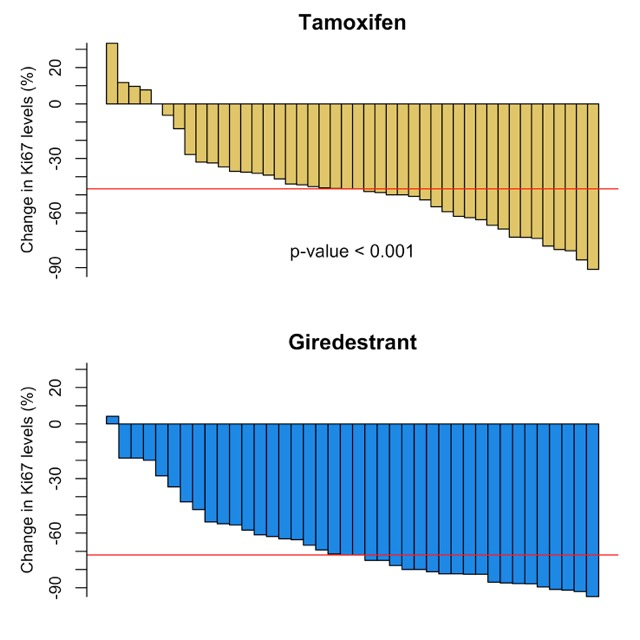 Tamoxifen
Change in Ki67 levels (%)
20
0
-30
-60
-90
p-value < 0.001
Giredestrant
Change in Ki67 levels (%)
20
0
-30
-60
-90